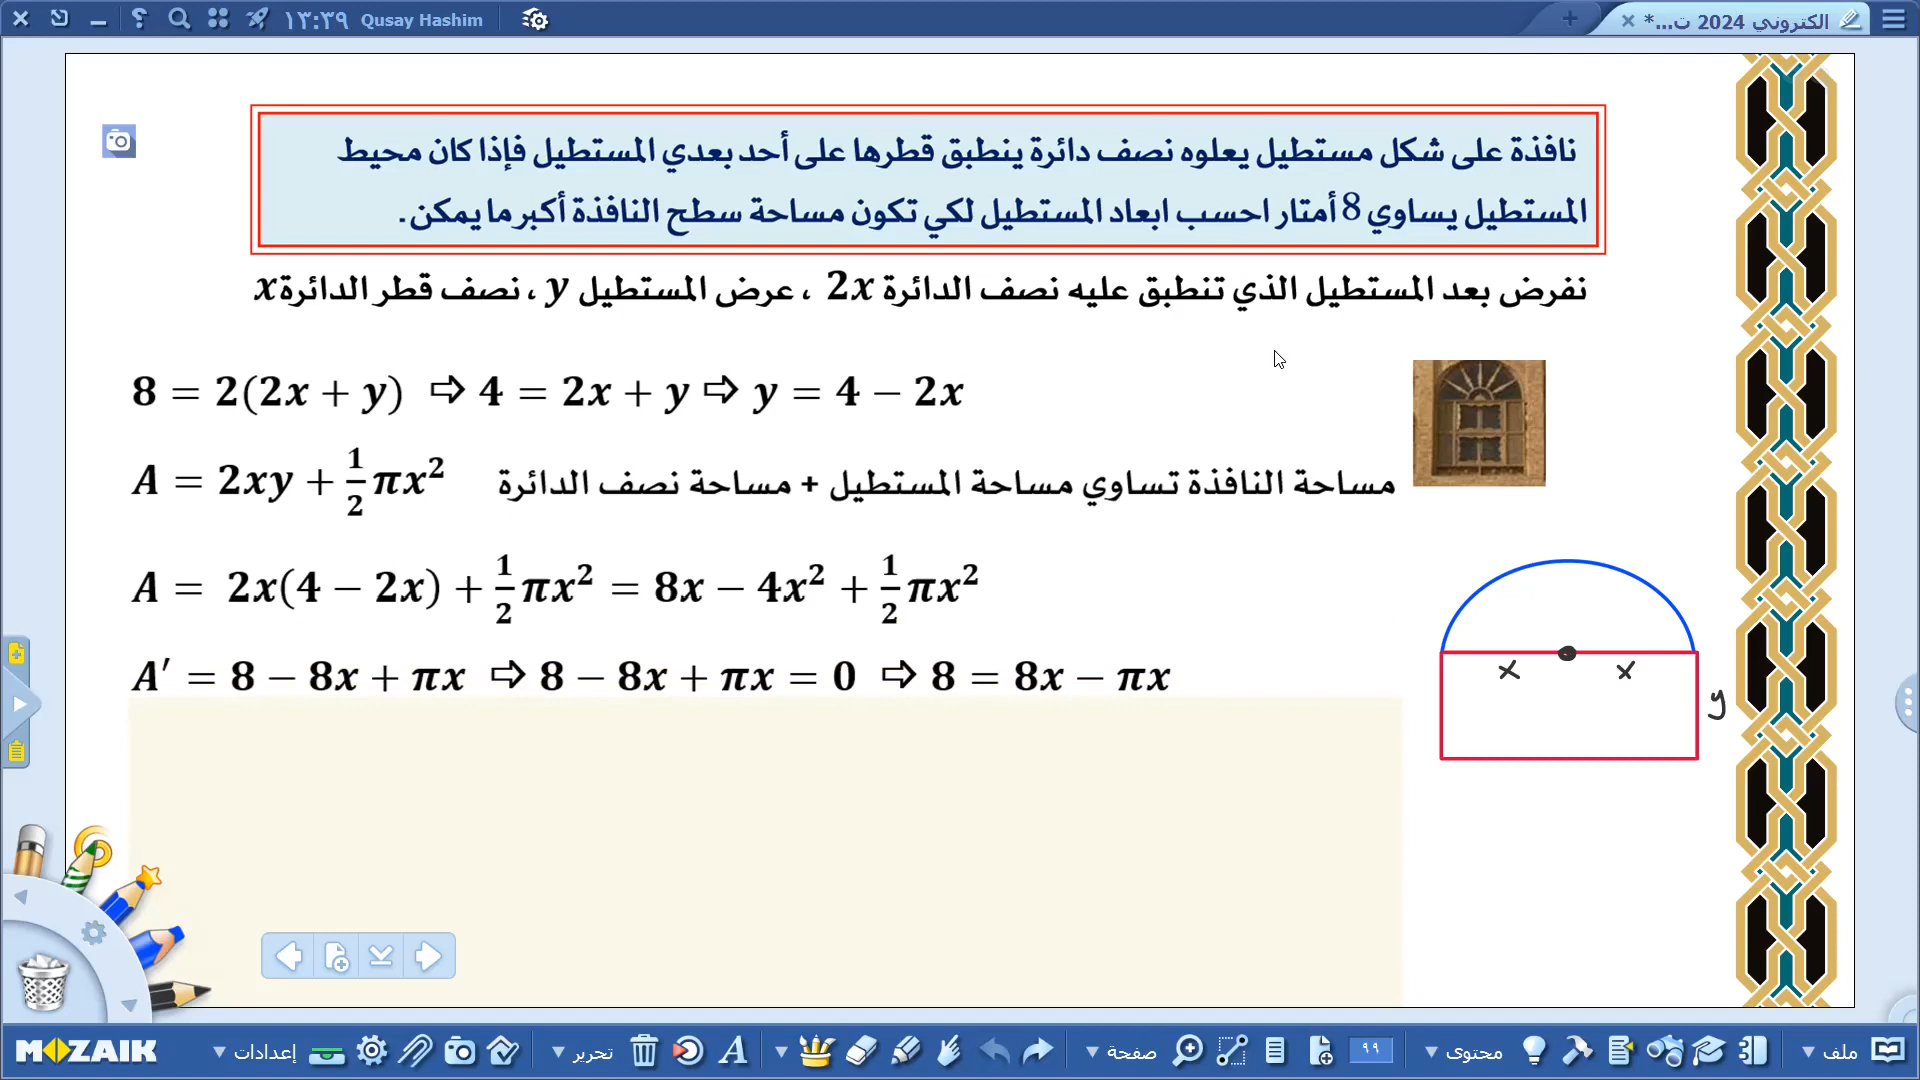 ١٣:٣٩ Qusay Hashim
الكتروني 2024 ت...*
نافذة على شكل مستطيل يعلوه نصف دائرة ينطبق قطرها على أحد بعدي المستطيل فإذا كان محيط
المستطيل يساوي 8 أمتار احسب ابعاد المستطيل لكي تكون مساحة سطح النافذة أكبر ما يمكن.
نفرض بعد المستطيل الذي تنطبق عليه نصف الدائرة 2x ، عرض المستطيل y ، نصف قطر الدائرة x
8 = 2(2x + y) ⇨ 4 = 2x + y ⇨ y = 4 − 2x
A = 2xy + 1/2 πx² مساحة النافذة تساوي مساحة المستطيل + مساحة نصف الدائرة
A = 2x(4 − 2x) + 1/2 πx² = 8x − 4x² + 1/2 πx²
A′ = 8 − 8x + πx ⇨ 8 − 8x + πx = 0 ⇨ 8 = 8x − πx
x x
y
MOZAIK إعدادات تحرير صفحة ٩٩ محتوى ملف